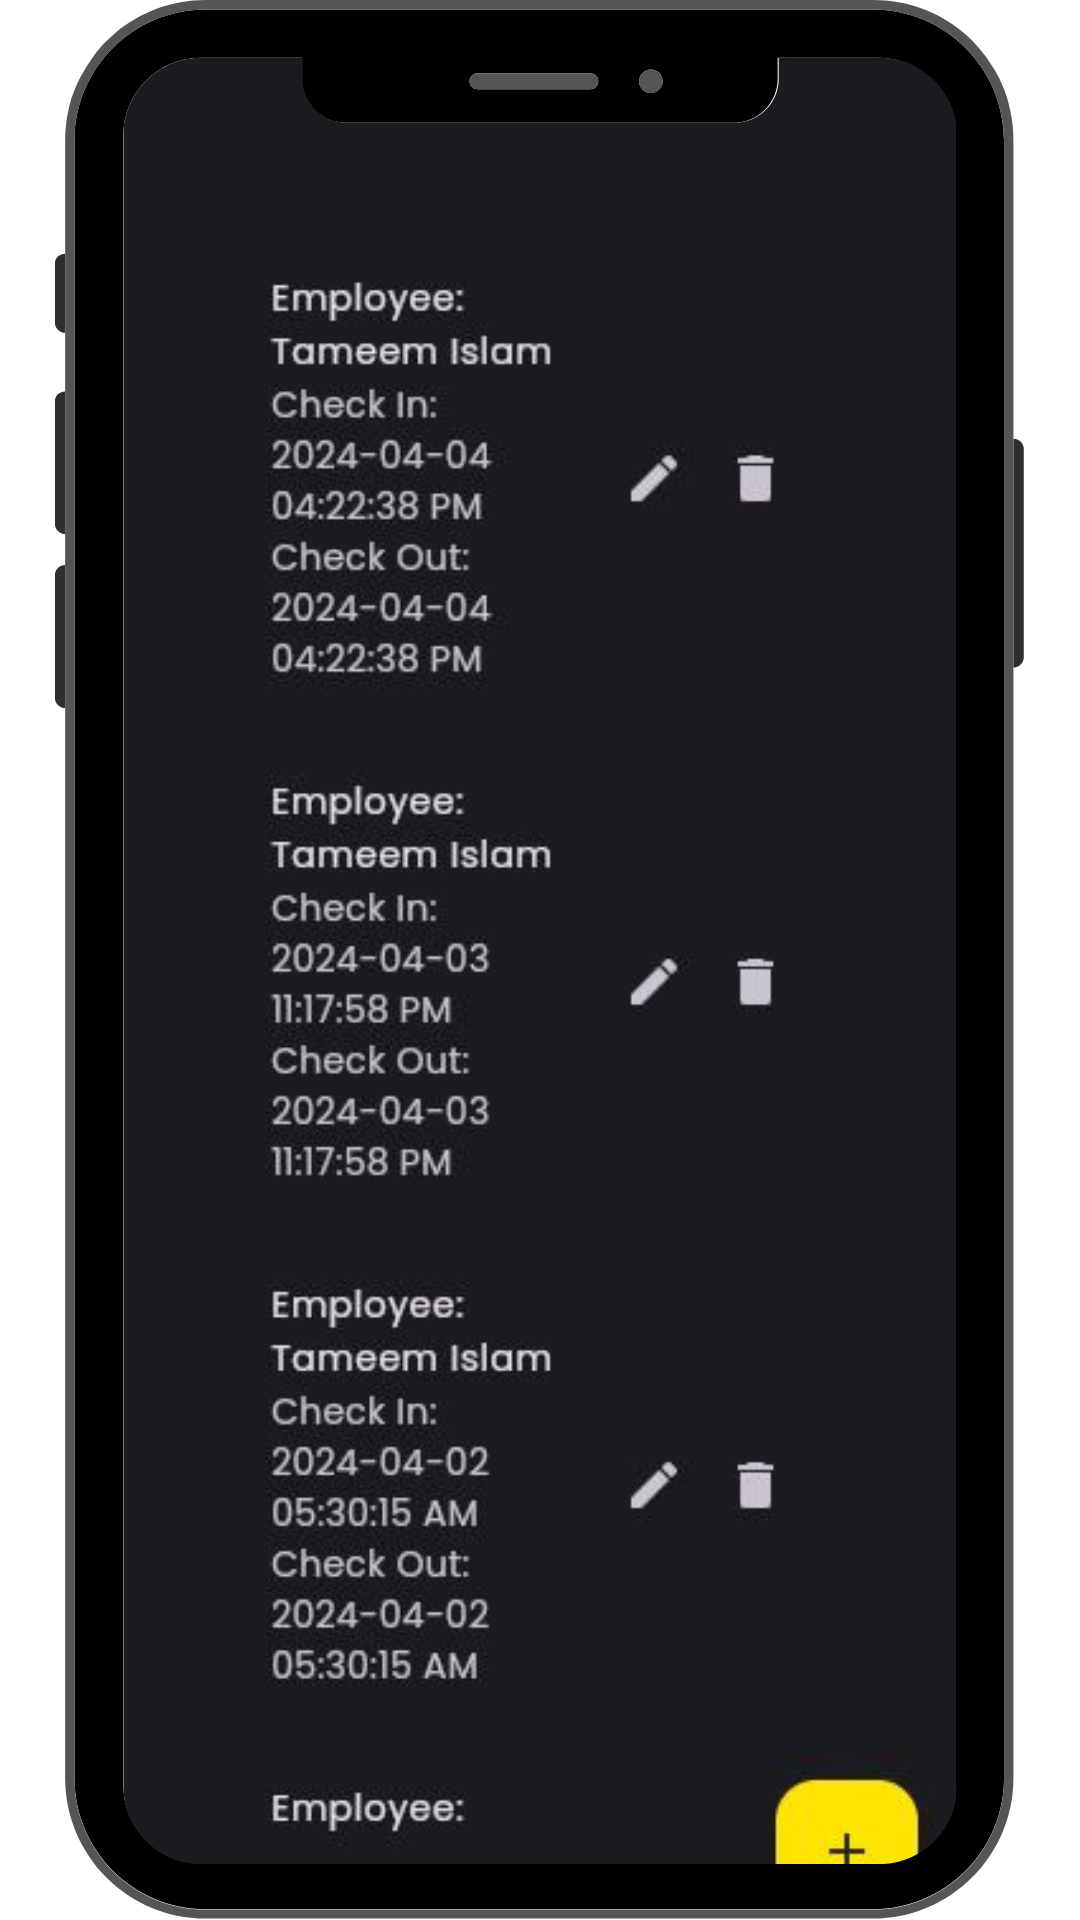 Employee:
Tameem Islam
Check In:
2024-04-04
04:22:38 PM
Check Out:
2024-04-04
04:22:38 PM
Employee:
Tameem Islam
Check In:
2024-04-03
11:17:58 PM
Check Out:
2024-04-03
11:17:58 PM
Employee:
Tameem Islam
Check In:
2024-04-02
05:30:15 AM
Check Out:
2024-04-02
05:30:15 AM
Employee:
+